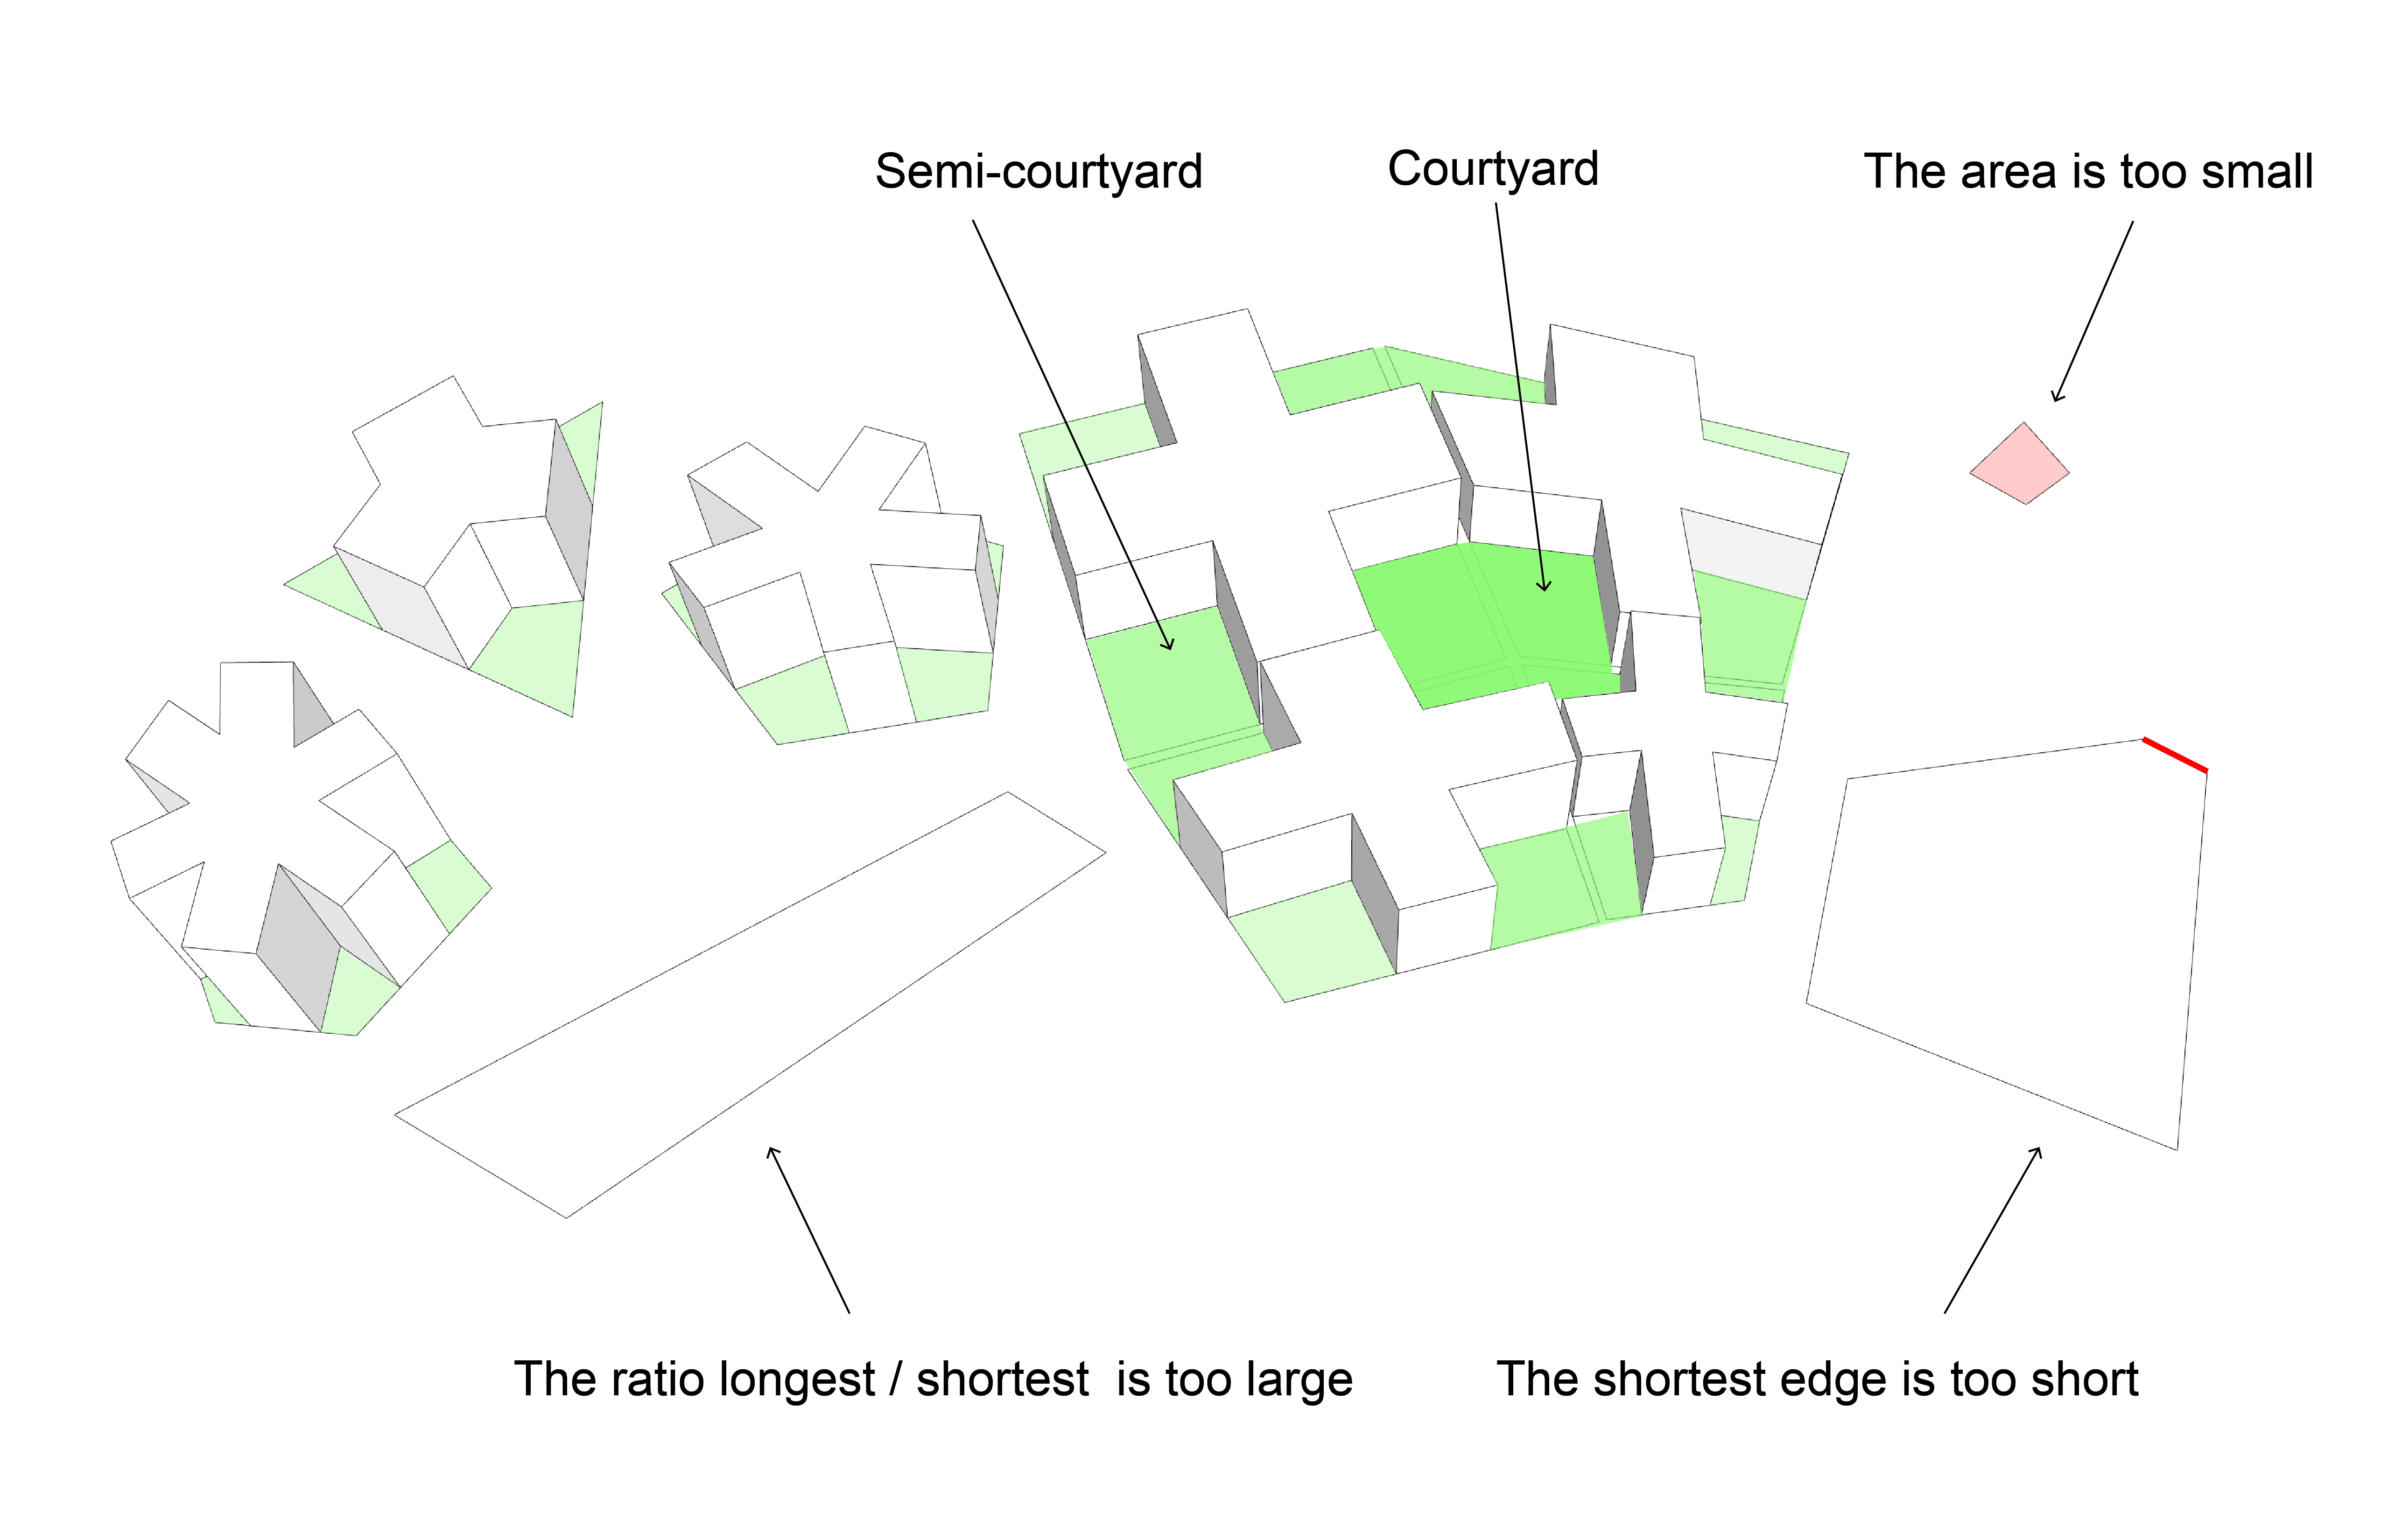 Semi-courtyard
Courtyard
The area is too small
The ratio longest / shortest  is too large
The shortest edge is too short